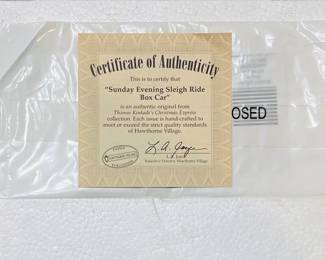 Certificate of Authenticity
This is to certify that
"Sunday Evening Sleigh Ride
Box Car"
is an authentic original from
Thomas Kinkade's Christmas Express
collection. Each issue is hand-crafted to
meet or exceed the strict quality standards
of Hawthorne Village.
L. A. Joyce
Executive Director, Hawthorne Village
OSED